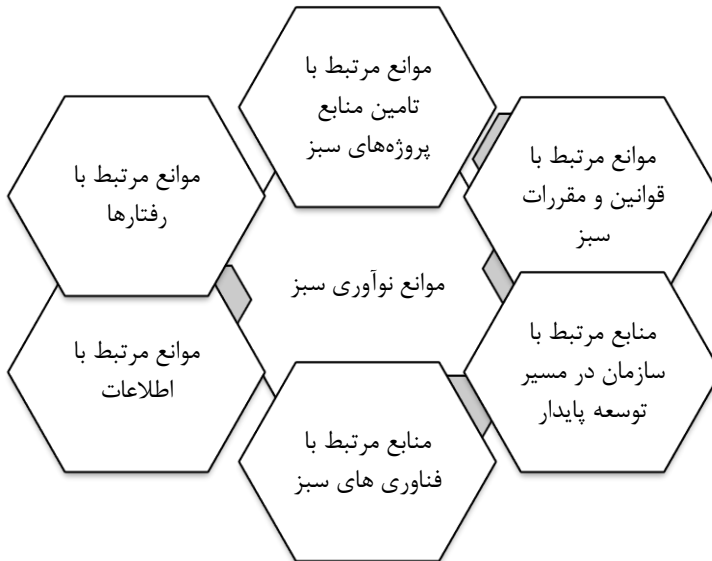 موانع مرتبط با
تامین منابع
پروژه‌های سبز
موانع مرتبط با
قوانین و مقررات
سبز
موانع مرتبط با
رفتارها
موانع نوآوری سبز
منابع مرتبط با
سازمان در مسیر
توسعه پایدار
موانع مرتبط با
اطلاعات
منابع مرتبط با
فناوری های سبز